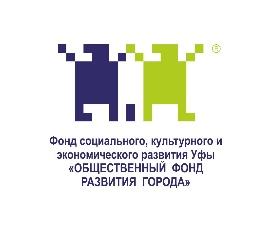 ®
Фонд социального, культурного и
экономического развития Уфы
«ОБЩЕСТВЕННЫЙ ФОНД
РАЗВИТИЯ ГОРОДА»